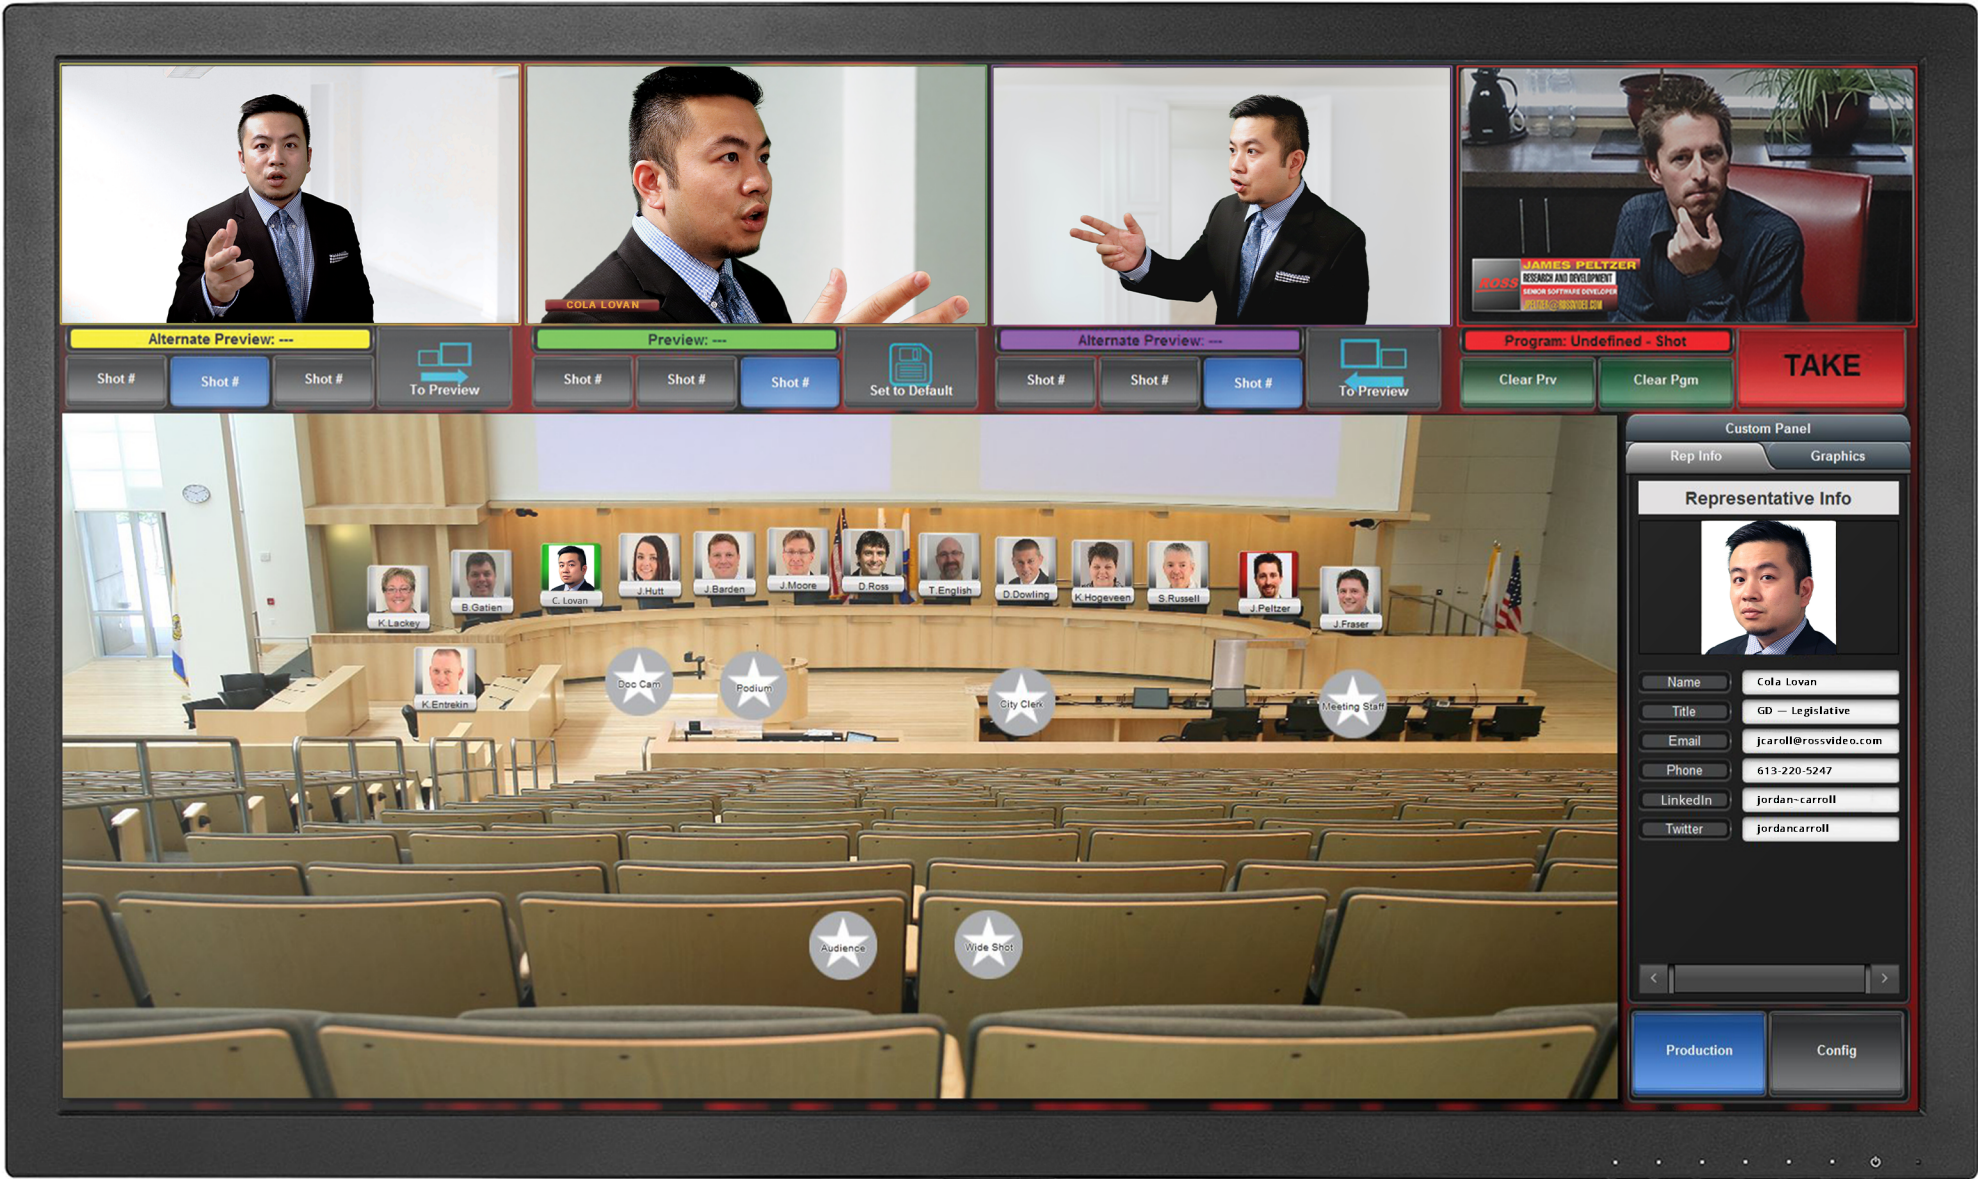 COLA LOVAN
ROSS
JAMES PELTZER
RESEARCH AND DEVELOPMENT
SENIOR SOFTWARE DEVELOPER
JPELTZER@ROSSVIDEO.COM
Alternate Preview: ---
Shot #
Shot #
Shot #
To Preview
Preview: ---
Shot #
Shot #
Shot #
Set to Default
Alternate Preview: ---
Shot #
Shot #
Shot #
To Preview
Program: Undefined - Shot
Clear Prv
Clear Pgm
TAKE
K.Lackey
B.Gatien
C. Lovan
J.Hutt
J.Barden
J.Moore
D.Ross
T.English
D.Dowling
K.Hogeveen
S.Russell
J.Peltzer
J.Fraser
K.Entrekin
Doc Cam
Podium
City Clerk
Meeting Staff
Audience
Wide Shot
Custom Panel
Rep Info
Graphics
Representative Info
Name Cola Lovan
Title GD — Legislative
Email jcaroll@rossvideo.com
Phone 613-220-5247
LinkedIn jordan~carroll
Twitter jordancarroll
Production
Config